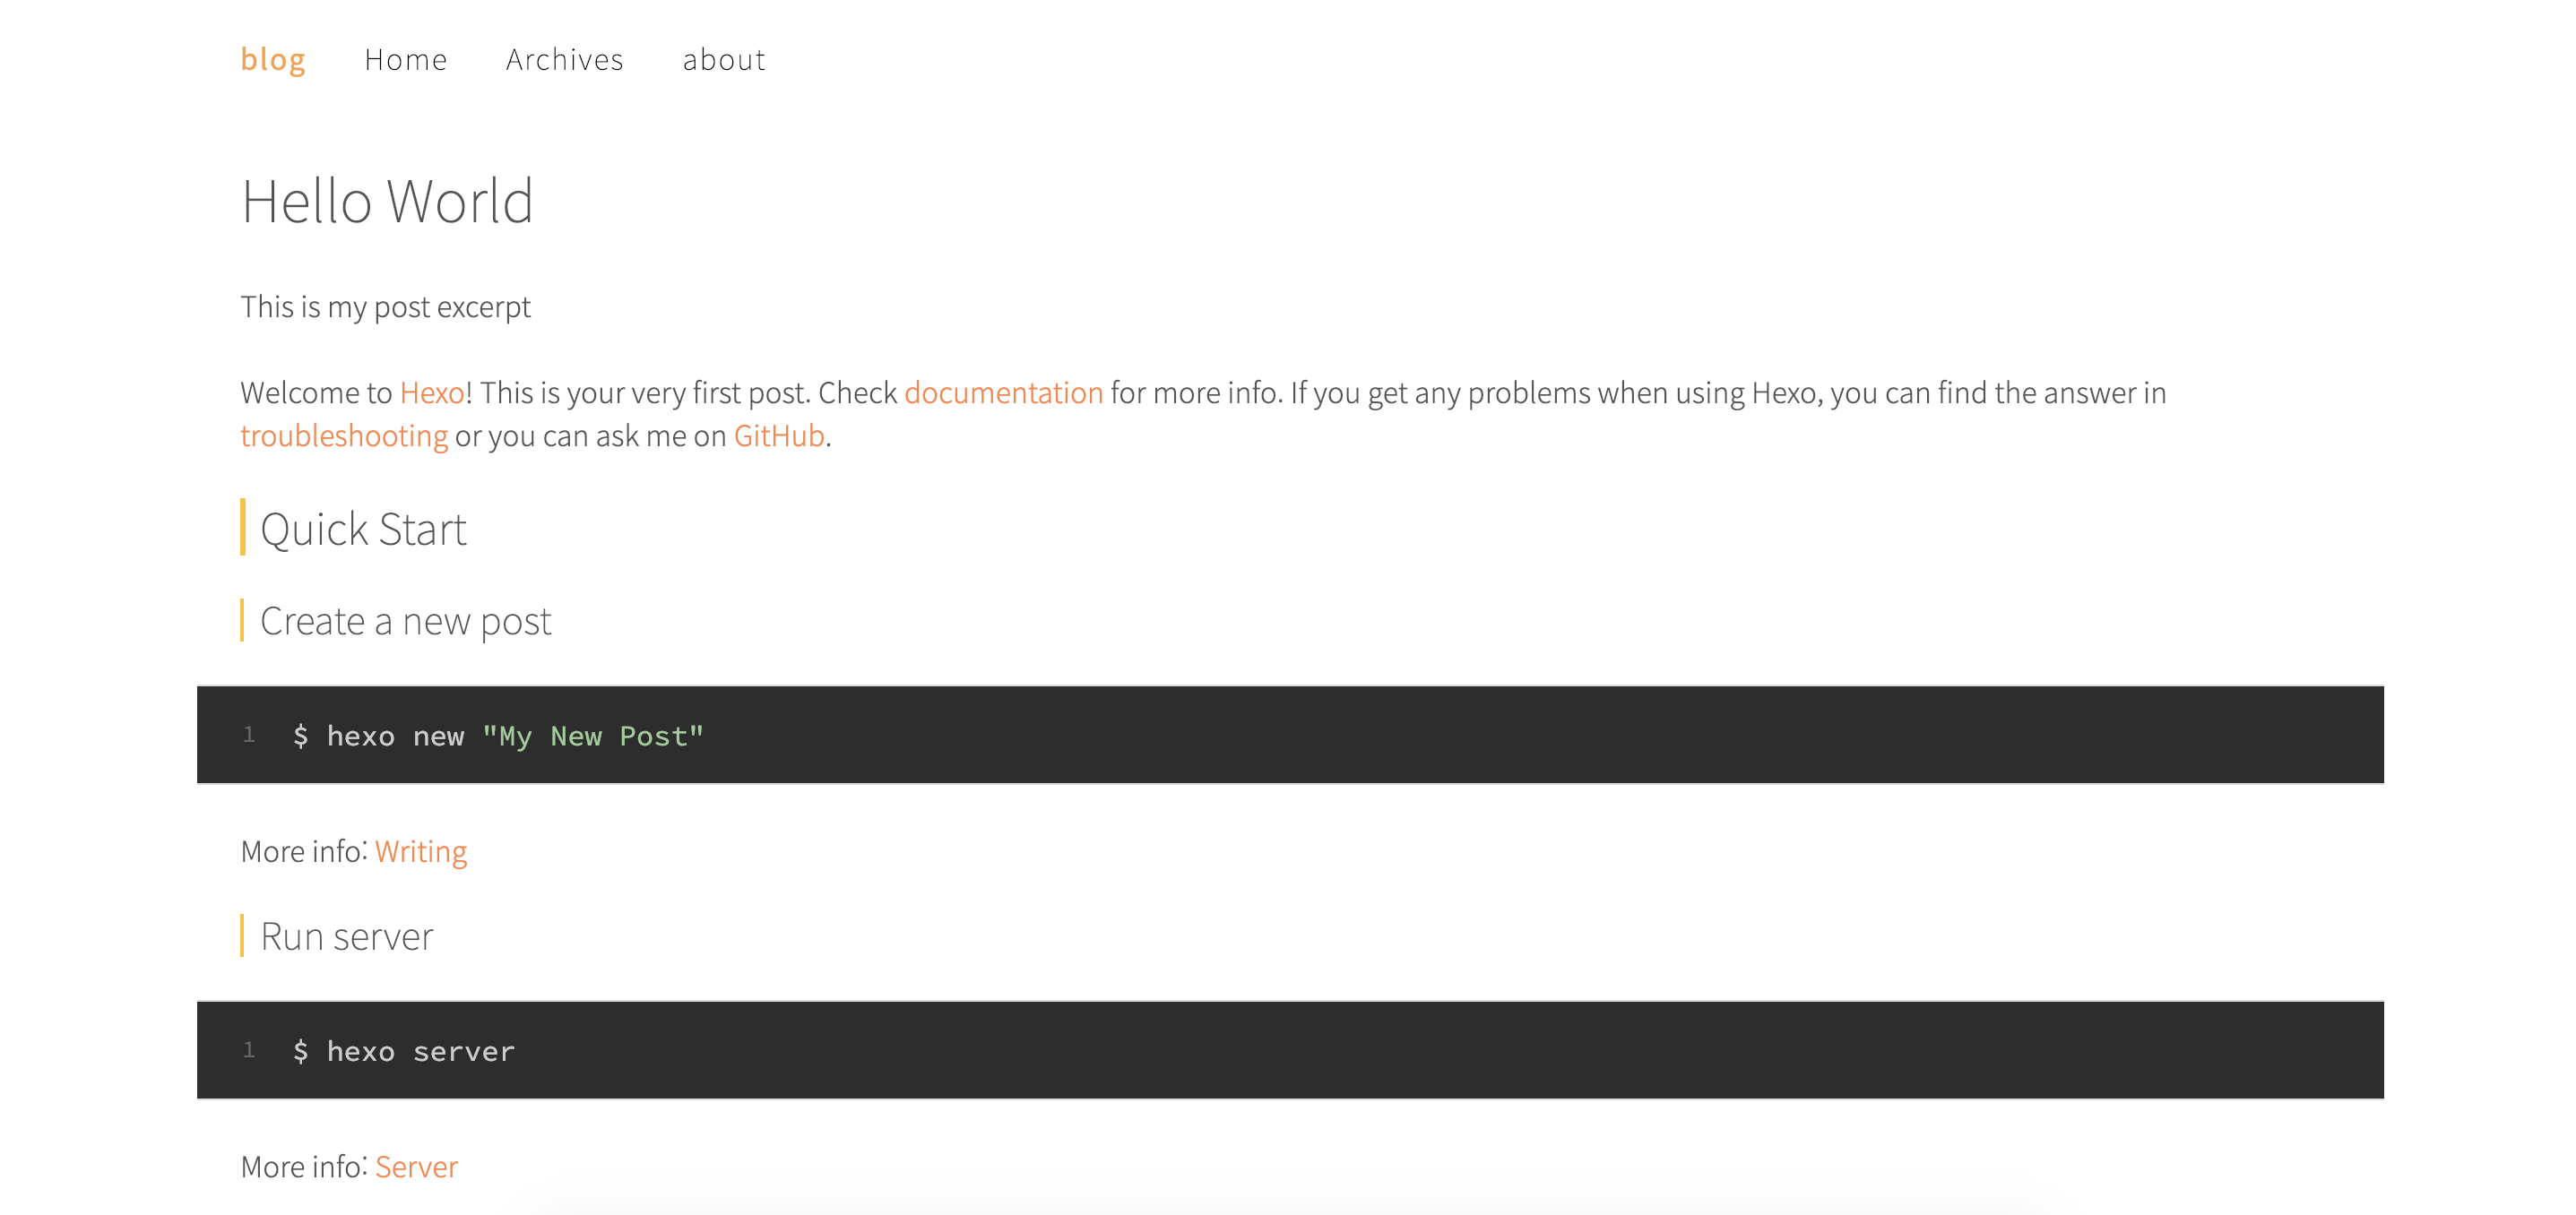 blog Home Archives about
Hello World
This is my post excerpt
Welcome to Hexo! This is your very first post. Check documentation for more info. If you get any problems when using Hexo, you can find the answer in
troubleshooting or you can ask me on GitHub.
Quick Start
Create a new post
1 $ hexo new "My New Post"
More info: Writing
Run server
1 $ hexo server
More info: Server